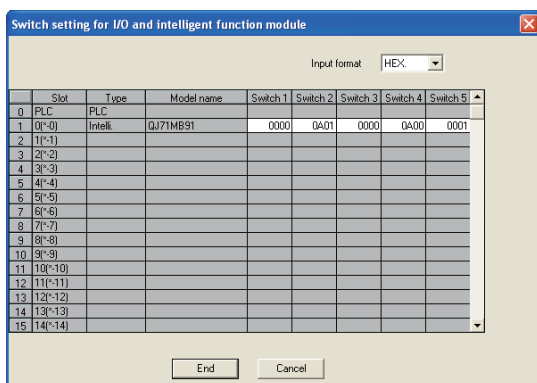 Switch setting for I/O and intelligent function module
Input format HEX.
Slot Type Model name Switch 1 Switch 2 Switch 3 Switch 4 Switch 5
0 PLC PLC
1 0(*-0) Intelli. QJ71MB91 0000 0A01 0000 0A00 0001
2 1(*-1)
3 2(*-2)
4 3(*-3)
5 4(*-4)
6 5(*-5)
7 6(*-6)
8 7(*-7)
9 8(*-8)
10 9(*-9)
11 10(*-10)
12 11(*-11)
13 12(*-12)
14 13(*-13)
15 14(*-14)
End Cancel